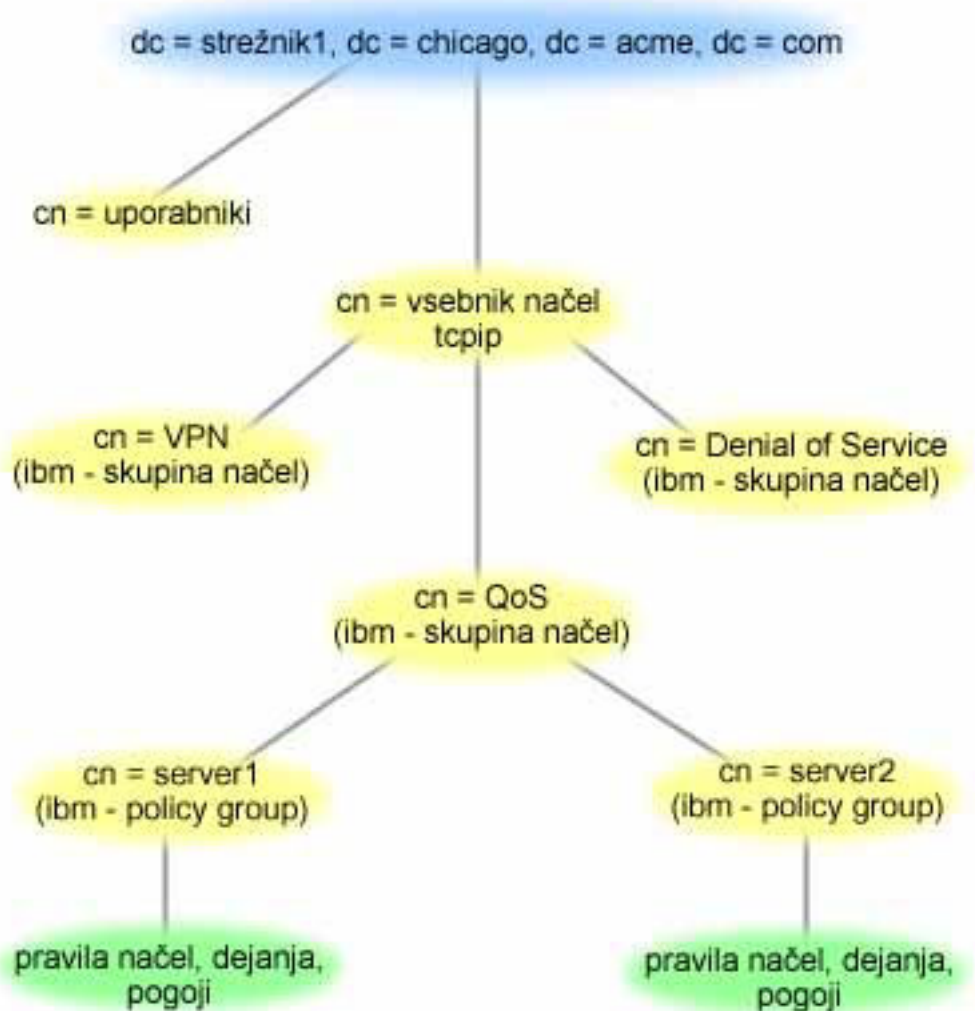 dc = strežnik1, dc = chicago, dc = acme, dc = com
cn = uporabniki
cn = vsebnik načel
tcpip
cn = VPN
(ibm - skupina načel)
cn = Denial of Service
(ibm - skupina načel)
cn = QoS
(ibm - skupina načel)
cn = server1
(ibm - policy group)
cn = server2
(ibm - policy group)
pravila načel, dejanja,
pogoji
pravila načel, dejanja,
pogoji